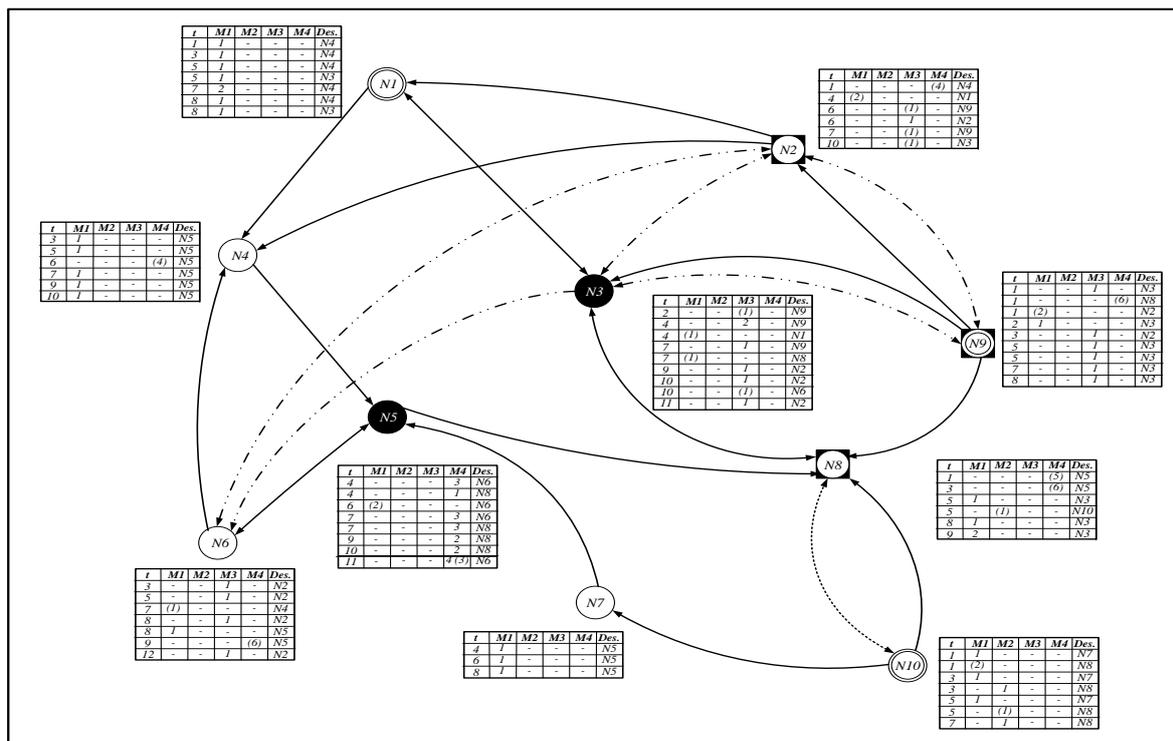 t M1 M2 M3 M4 Des.
1 1 - - - N4
3 1 - - - N4
5 1 - - - N4
5 1 - - - N3
7 2 - - - N4
8 1 - - - N4
8 1 - - - N3
N1
t M1 M2 M3 M4 Des.
1 - - - (4) N4
4 (2) - - - N1
6 - - (1) - N9
6 - - 1 - N2
7 - - (1) - N9
10 - - (1) - N3
N2
t M1 M2 M3 M4 Des.
3 1 - - - N5
5 1 - - - N5
6 - - - (4) N5
7 1 - - - N5
9 1 - - - N5
10 1 - - - N5
N4
N3
t M1 M2 M3 M4 Des.
2 - - (1) - N9
4 - - 2 - N9
4 (1) - - - N1
7 - - 1 - N9
7 (1) - - - N8
9 - - 1 - N2
10 - - 1 - N2
10 - - (1) - N6
11 - - 1 - N2
N9
t M1 M2 M3 M4 Des.
1 - - 1 - N3
1 - - - (6) N8
1 (2) - - - N2
2 1 - - - N3
3 - - 1 - N2
5 - - 1 - N3
5 - - 1 - N3
7 - - 1 - N3
8 - - 1 - N3
N5
t M1 M2 M3 M4 Des.
4 - - - 3 N6
4 - - - 1 N8
6 (2) - - - N6
7 - - - 3 N6
7 - - - 3 N8
9 - - - 2 N8
10 - - - 2 N8
11 - - - 4 (3) N6
N8
t M1 M2 M3 M4 Des.
1 - - - (5) N5
3 - - - (6) N5
5 1 - - - N3
5 - (1) - - N10
8 1 - - - N3
9 2 - - - N3
N6
t M1 M2 M3 M4 Des.
3 - - 1 - N2
5 - - 1 - N2
7 (1) - - - N4
8 - - 1 - N2
8 1 - - - N5
9 - - - (6) N5
12 - - 1 - N2
N7
t M1 M2 M3 M4 Des.
4 1 - - - N5
6 1 - - - N5
8 1 - - - N5
N10
t M1 M2 M3 M4 Des.
1 1 - - - N7
1 (2) - - - N8
3 1 - - - N7
3 - 1 - - N8
5 1 - - - N7
5 - (1) - - N8
7 - 1 - - N8